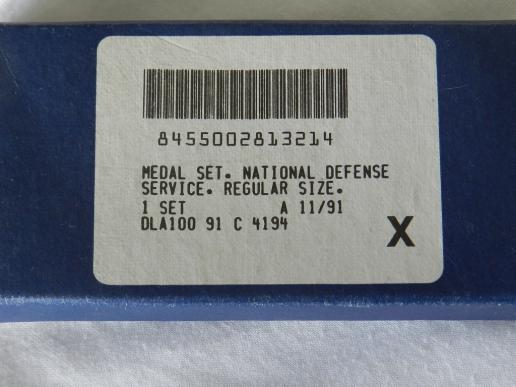 8455002813214
MEDAL SET. NATIONAL DEFENSE
SERVICE. REGULAR SIZE.
1 SET A 11/91
DLA100 91 C 4194
X